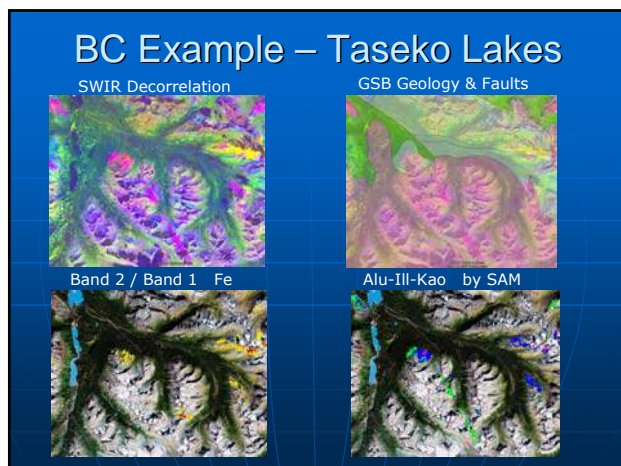 BC Example – Taseko Lakes
SWIR Decorrelation
GSB Geology & Faults
Band 2 / Band 1 Fe
Alu-Ill-Kao by SAM